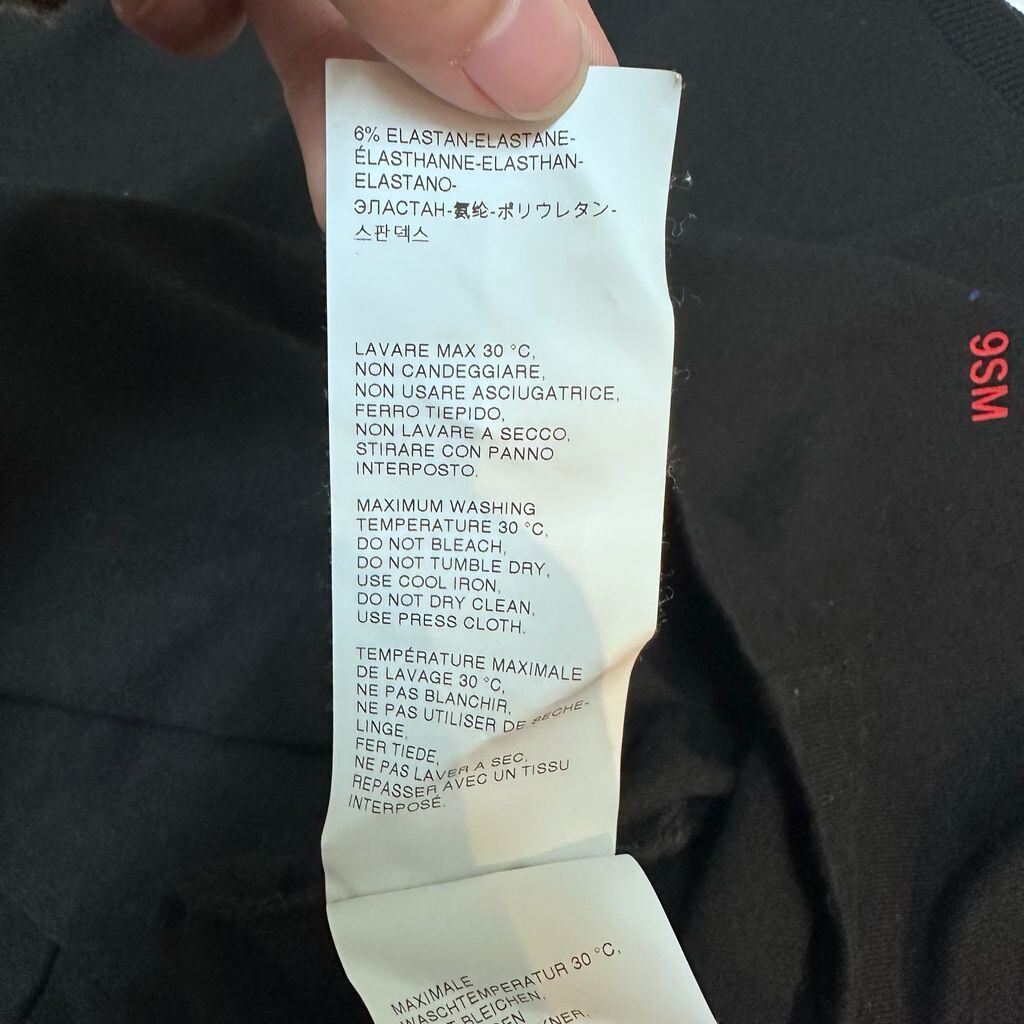 6% ELASTAN-ELASTANE-
ÉLASTHANNE-ELASTHAN-
ELASTANO-
ЭЛАСТАН-氨纶-ポリウレタン-
스판덱스
LAVARE MAX 30 °C,
NON CANDEGGIARE,
NON USARE ASCIUGATRICE,
FERRO TIEPIDO,
NON LAVARE A SECCO,
STIRARE CON PANNO
INTERPOSTO.
MAXIMUM WASHING
TEMPERATURE 30 °C,
DO NOT BLEACH,
DO NOT TUMBLE DRY,
USE COOL IRON,
DO NOT DRY CLEAN,
USE PRESS CLOTH.
TEMPÉRATURE MAXIMALE
DE LAVAGE 30 °C,
NE PAS BLANCHIR,
NE PAS UTILISER DE SECHE-
LINGE,
FER TIEDE,
NE PAS LAVER A SEC,
REPASSER AVEC UN TISSU
INTERPOSÉ.
MAXIMALE
WASCHTEMPERATUR 30 °C,
BLEICHEN,
9SM